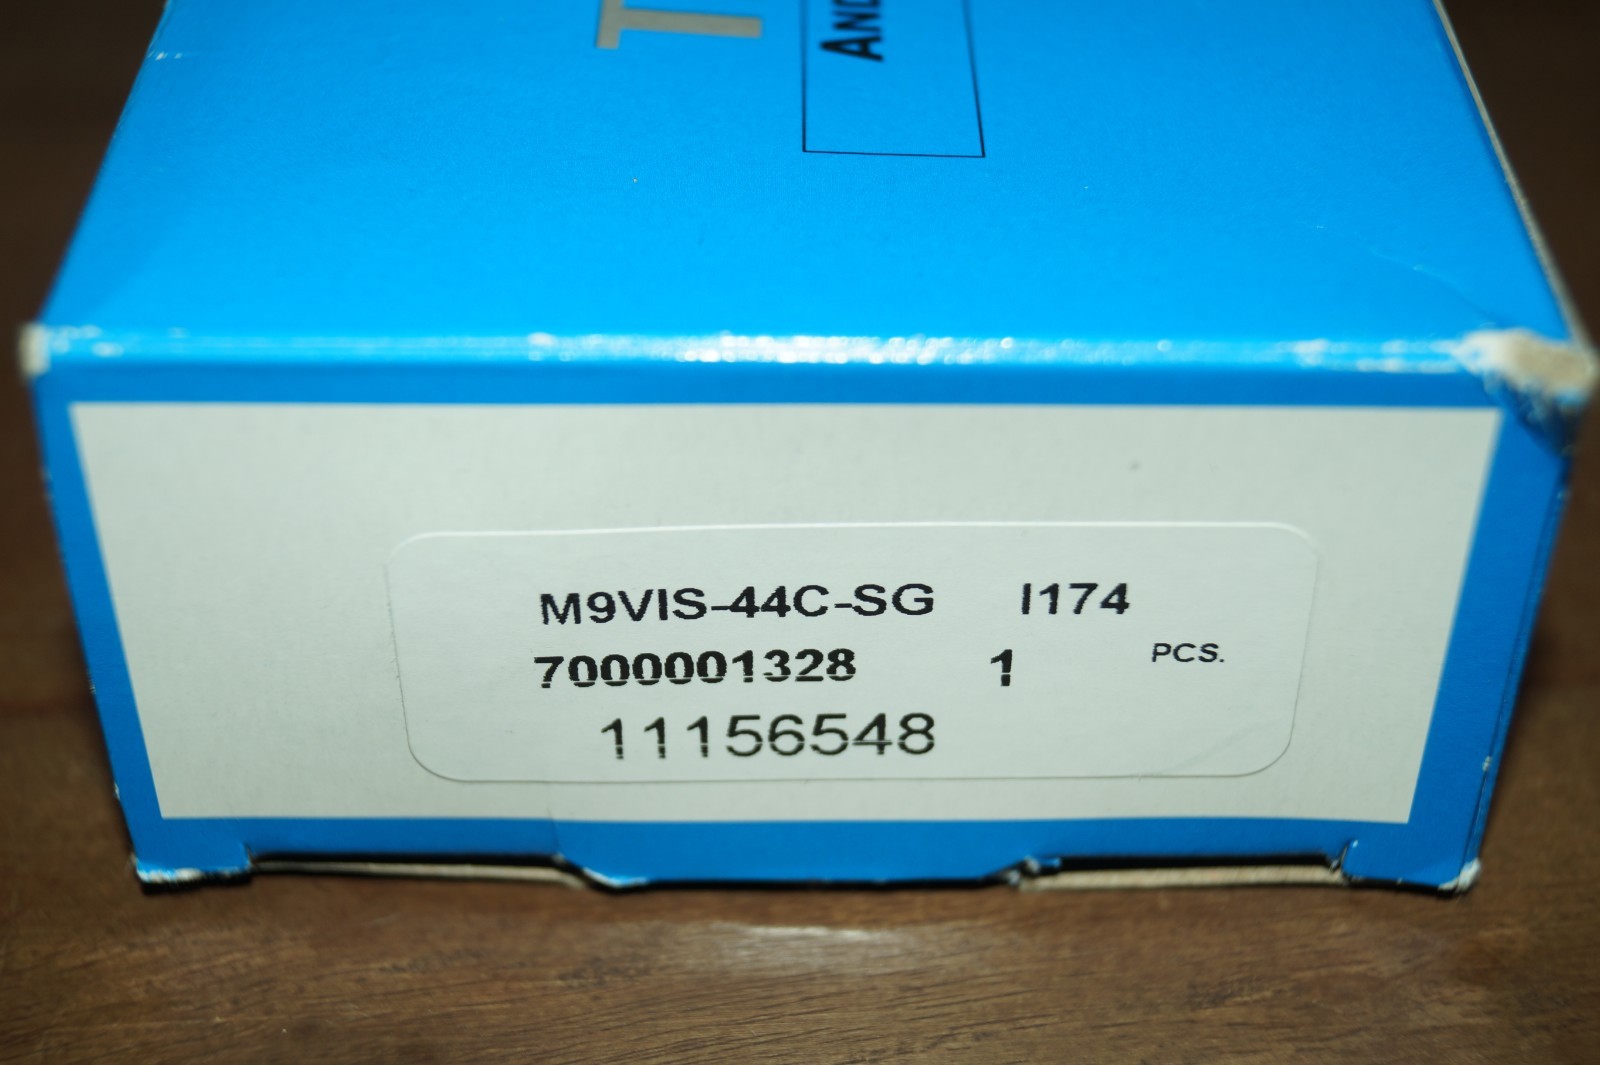 M9VIS-44C-SG I174
7000001328 1 PCS.
11156548